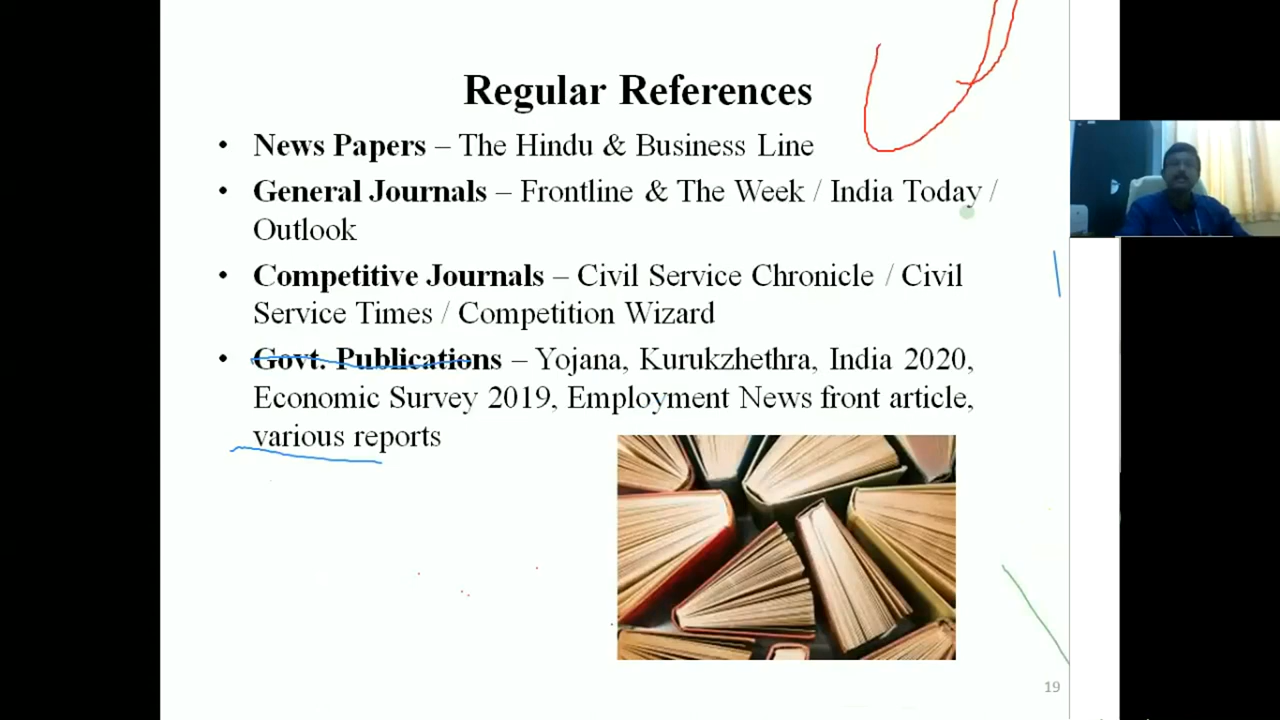 Regular References
• News Papers – The Hindu & Business Line
• General Journals – Frontline & The Week / India Today /
Outlook
• Competitive Journals – Civil Service Chronicle / Civil
Service Times / Competition Wizard
• Govt. Publications – Yojana, Kurukzhethra, India 2020,
Economic Survey 2019, Employment News front article,
various reports
19